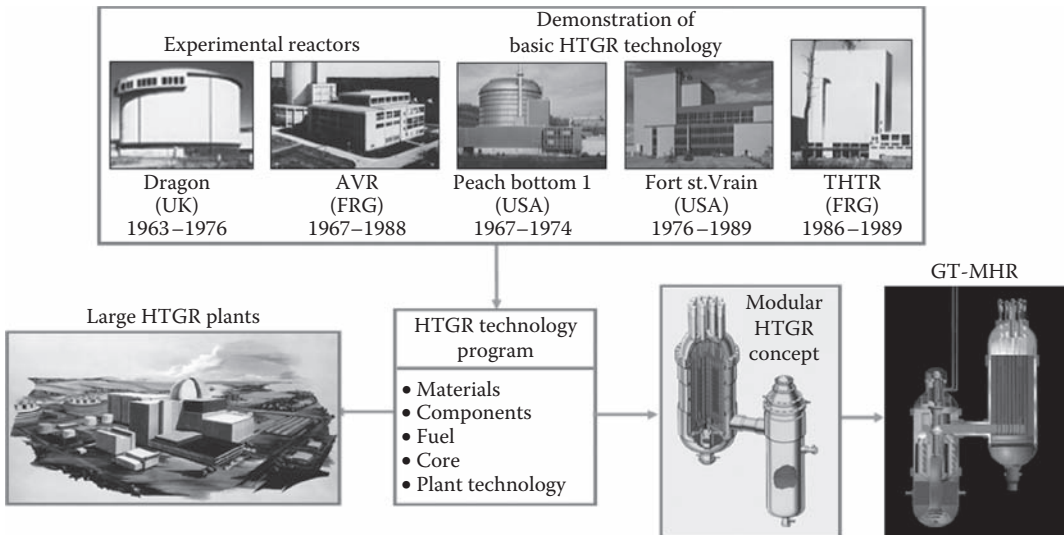 Demonstration of
basic HTGR technology
Experimental reactors
Dragon
(UK)
1963–1976
AVR
(FRG)
1967–1988
Peach bottom 1
(USA)
1967–1974
Fort st.Vrain
(USA)
1976–1989
THTR
(FRG)
1986–1989
Large HTGR plants
HTGR technology
program
• Materials
• Components
• Fuel
• Core
• Plant technology
Modular
HTGR
concept
GT-MHR